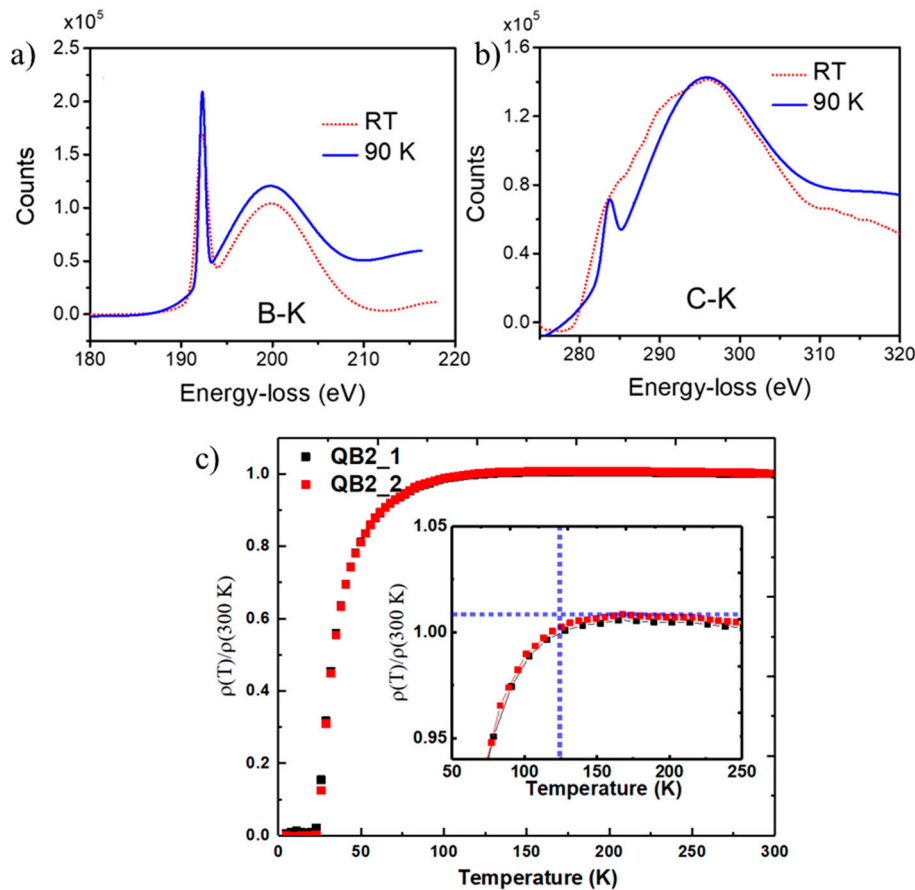 a)
x10⁵
2.5
2.0
1.5
1.0
0.5
0.0
Counts
RT
90 K
B-K
180 190 200 210 220
Energy-loss (eV)
b)
x10⁵
1.6
1.2
0.8
0.4
0.0
Counts
RT
90 K
C-K
280 290 300 310 320
Energy-loss (eV)
c)
QB2_1
QB2_2
1.0
0.8
0.6
0.4
0.2
0.0
ρ(T)/ρ(300 K)
1.05
1.00
0.95
ρ(T)/ρ(300 K)
50 100 150 200 250
Temperature (K)
0 50 100 150 200 250 300
Temperature (K)